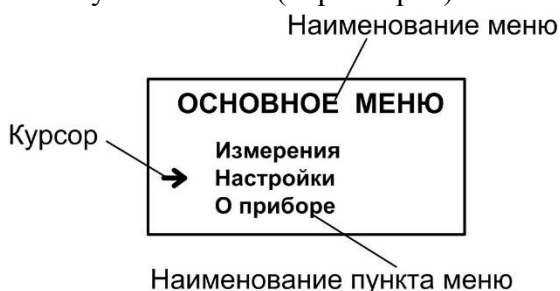 Наименование меню
ОСНОВНОЕ МЕНЮ
Курсор
Измерения
Настройки
О приборе
Наименование пункта меню